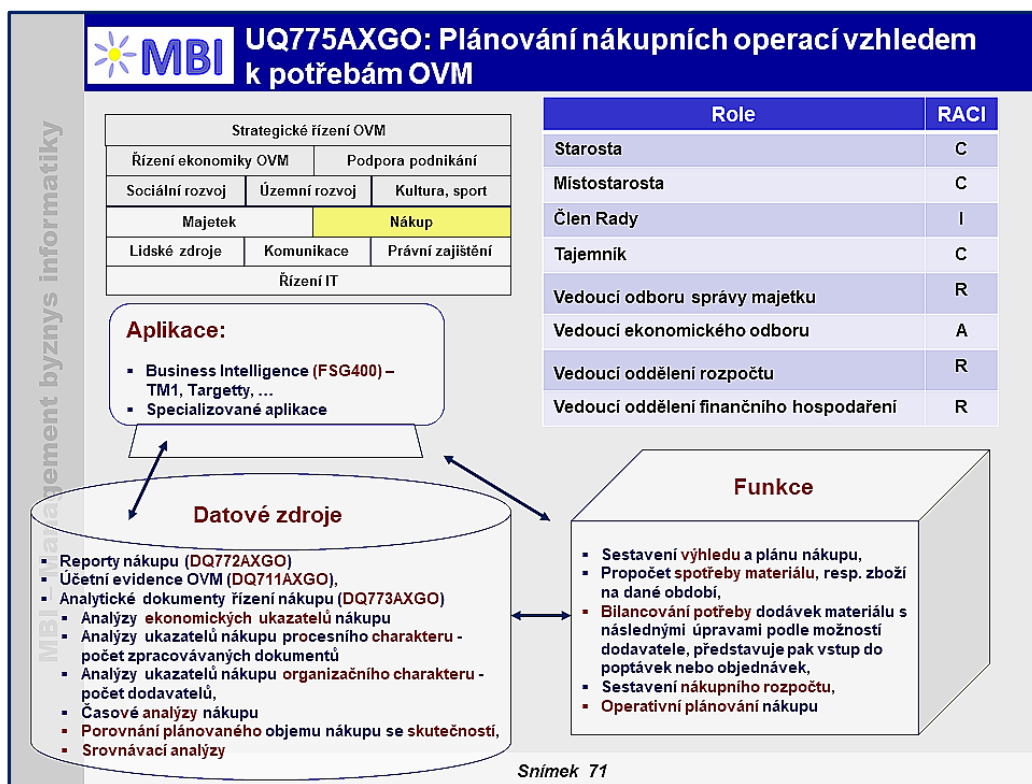 MBI
UQ775AXGO: Plánování nákupních operací vzhledem
k potřebám OVM
MBI – Management byznys informatiky
Strategické řízení OVM
Řízení ekonomiky OVM
Podpora podnikání
Sociální rozvoj
Územní rozvoj
Kultura, sport
Majetek
Nákup
Lidské zdroje
Komunikace
Právní zajištění
Řízení IT
Role RACI
Starosta C
Místostarosta C
Člen Rady I
Tajemník C
Vedoucí odboru správy majetku R
Vedoucí ekonomického odboru A
Vedoucí oddělení rozpočtu R
Vedoucí oddělení finančního hospodaření R
Aplikace:
▪ Business Intelligence (FSG400) –
TM1, Targetty, …
▪ Specializované aplikace
Datové zdroje
▪ Reporty nákupu (DQ772AXGO)
▪ Účetní evidence OVM (DQ711AXGO),
▪ Analytické dokumenty řízení nákupu (DQ773AXGO)
▪ Analýzy ekonomických ukazatelů nákupu
▪ Analýzy ukazatelů nákupu procesního charakteru -
počet zpracovávaných dokumentů
▪ Analýzy ukazatelů nákupu organizačního charakteru -
počet dodavatelů,
▪ Časové analýzy nákupu
▪ Porovnání plánovaného objemu nákupu se skutečností,
▪ Srovnávací analýzy
Funkce
▪ Sestavení výhledu a plánu nákupu,
▪ Propočet spotřeby materiálu, resp. zboží
na dané období,
▪ Bilancování potřeby dodávek materiálu s
následnými úpravami podle možností
dodavatele, představuje pak vstup do
poptávek nebo objednávek,
▪ Sestavení nákupního rozpočtu,
▪ Operativní plánování nákupu
Snímek 71